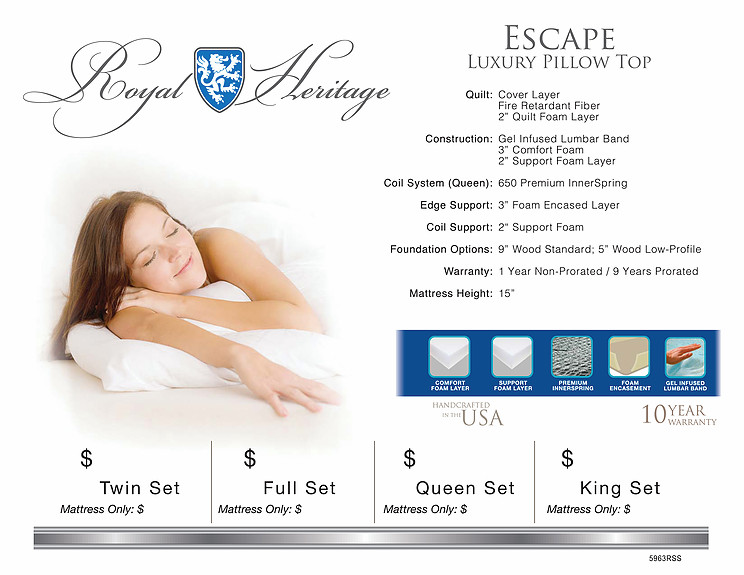 Royal Heritage
ESCAPE
LUXURY PILLOW TOP
Quilt: Cover Layer
Fire Retardant Fiber
2” Quilt Foam Layer
Construction: Gel Infused Lumbar Band
3” Comfort Foam
2” Support Foam Layer
Coil System (Queen): 650 Premium InnerSpring
Edge Support: 3” Foam Encased Layer
Coil Support: 2” Support Foam
Foundation Options: 9” Wood Standard; 5” Wood Low-Profile
Warranty: 1 Year Non-Prorated / 9 Years Prorated
Mattress Height: 15”
COMFORT
FOAM LAYER
SUPPORT
FOAM LAYER
PREMIUM
INNERSPRING
FOAM
ENCASEMENT
GEL INFUSED
LUMBAR BAND
HANDCRAFTED
IN THE USA
10 YEAR
WARRANTY
$
Twin Set
Mattress Only: $
$
Full Set
Mattress Only: $
$
Queen Set
Mattress Only: $
$
King Set
Mattress Only: $
5963RSS